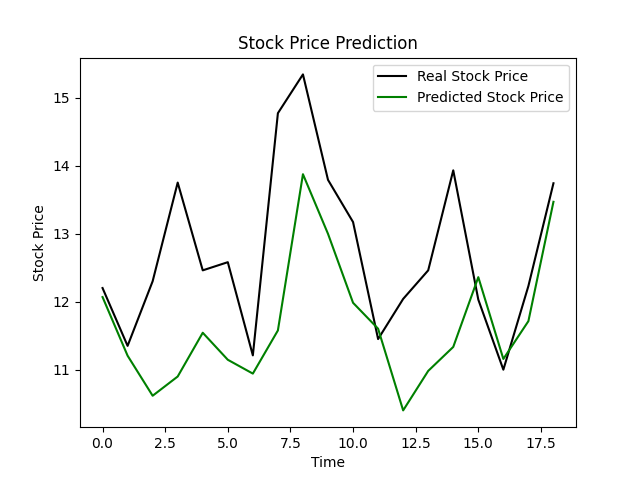 Stock Price Prediction
Real Stock Price
Predicted Stock Price
Stock Price
15
14
13
12
11
0.0 2.5 5.0 7.5 10.0 12.5 15.0 17.5
Time